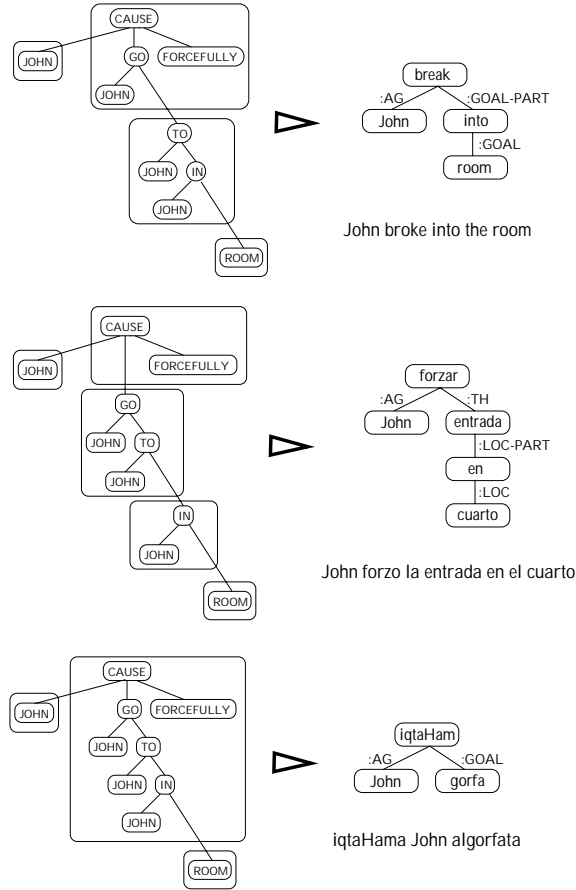 CAUSE
JOHN GO FORCEFULLY
JOHN
TO
JOHN IN
JOHN
ROOM
break
:AG :GOAL-PART
John into
:GOAL
room
John broke into the room
CAUSE
JOHN FORCEFULLY
GO
JOHN TO
JOHN
IN
JOHN
ROOM
forzar
:AG :TH
John entrada
:LOC-PART
en
:LOC
cuarto
John forzo la entrada en el cuarto
CAUSE
JOHN GO FORCEFULLY
JOHN TO
JOHN IN
JOHN
ROOM
iqtaHam
:AG :GOAL
John gorfa
iqtaHama John algorfata